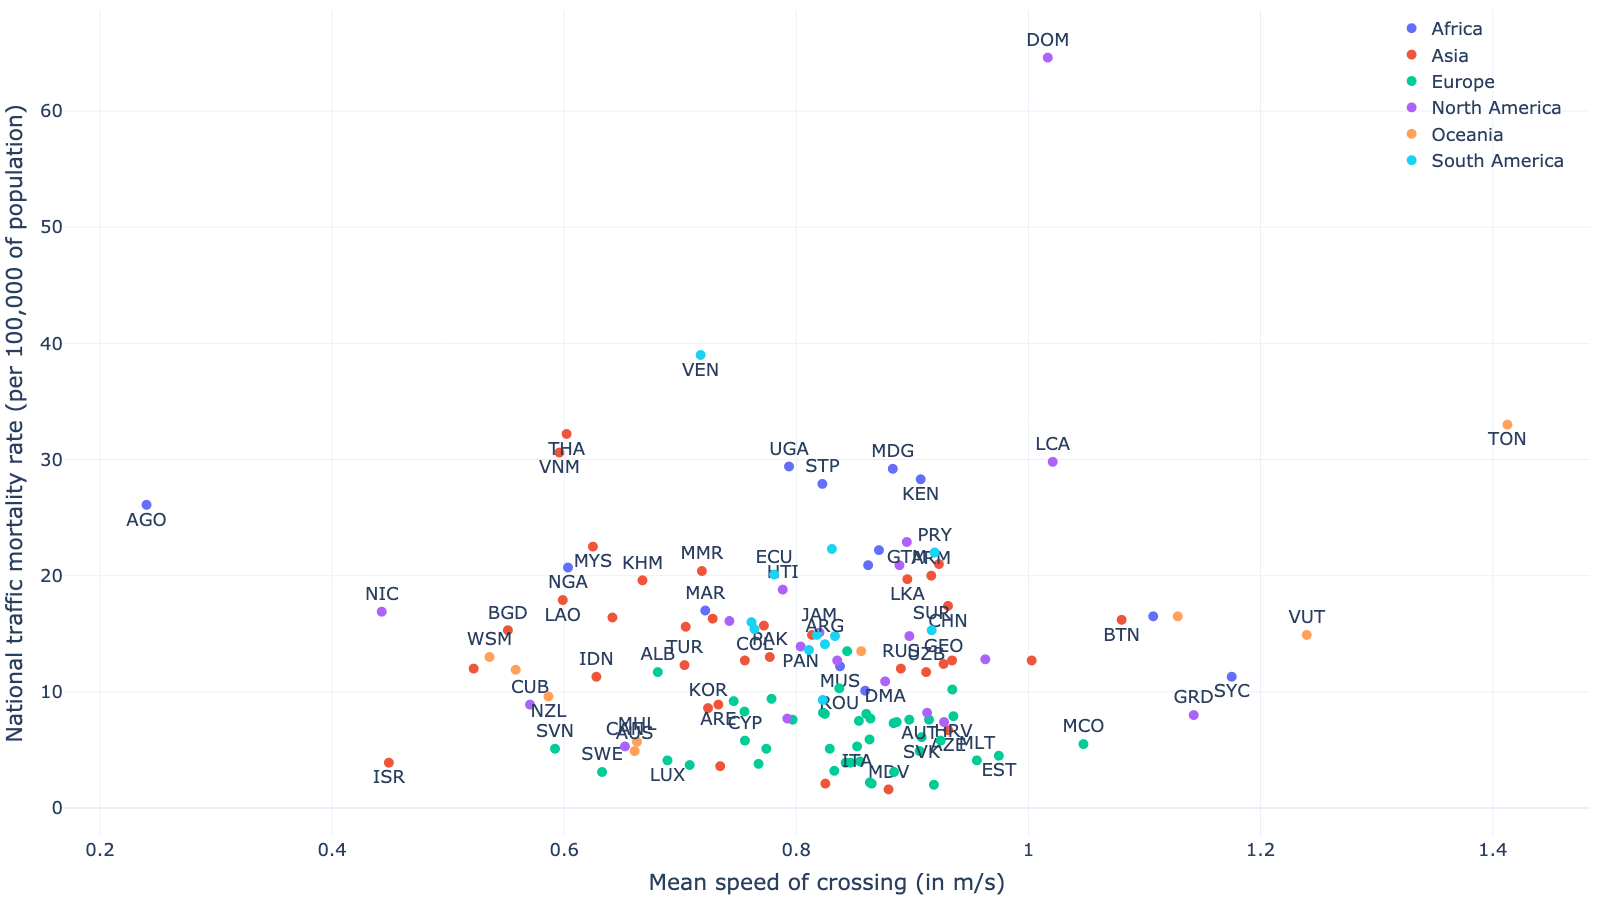 DOM
Africa
Asia
Europe
North America
Oceania
South America
National traffic mortality rate (per 100,000 of population)
60
50
40
30
20
10
0
VEN
THA
VNM
UGA
STP
MDG
KEN
LCA
TON
AGO
MYS
KHM
MMR
ECU
HTI
GTM
PRY
ARM
NGA
LAO
MAR
LKA
NIC
BGD
WSM
JAM
ARG
SUR
CHN
BTN
VUT
IDN
ALB
TUR
COL
PAK
PAN
RUS
UZB
GEO
CUB
NZL
KOR
ARE
CYP
MUS
ROU
DMA
SYC
GRD
SVN
MHL
AUS
SWE
LUX
AUT
HRV
AZE
SVK
MLT
EST
MCO
ISR
ITA
MDV
0.2
0.4
0.6
0.8
1
1.2
1.4
Mean speed of crossing (in m/s)